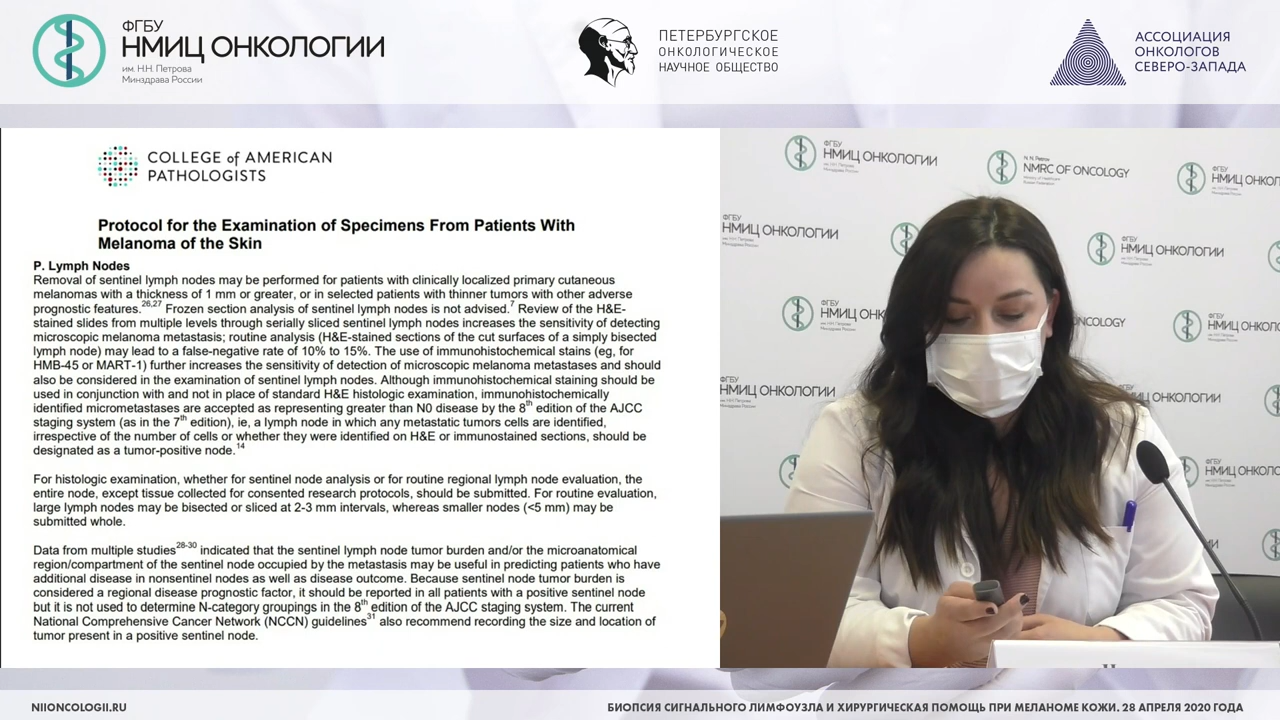 ФГБУ
НМИЦ ОНКОЛОГИИ
им. Н.Н. Петрова
Минздрава России
ПЕТЕРБУРГСКОЕ
ОНКОЛОГИЧЕСКОЕ
НАУЧНОЕ ОБЩЕСТВО
АССОЦИАЦИЯ
ОНКОЛОГОВ
СЕВЕРО-ЗАПАДА
COLLEGE of AMERICAN
PATHOLOGISTS
Protocol for the Examination of Specimens From Patients With
Melanoma of the Skin
P. Lymph Nodes
Removal of sentinel lymph nodes may be performed for patients with clinically localized primary cutaneous
melanomas with a thickness of 1 mm or greater, or in selected patients with thinner tumors with other adverse
prognostic features.26,27 Frozen section analysis of sentinel lymph nodes is not advised.7 Review of the H&E-
stained slides from multiple levels through serially sliced sentinel lymph nodes increases the sensitivity of detecting
microscopic melanoma metastasis; routine analysis (H&E-stained sections of the cut surfaces of a simply bisected
lymph node) may lead to a false-negative rate of 10% to 15%. The use of immunohistochemical stains (eg, for
HMB-45 or MART-1) further increases the sensitivity of detection of microscopic melanoma metastases and should
also be considered in the examination of sentinel lymph nodes. Although immunohistochemical staining should be
used in conjunction with and not in place of standard H&E histologic examination, immunohistochemically
identified micrometastases are accepted as representing greater than N0 disease by the 8th edition of the AJCC
staging system (as in the 7th edition), ie, a lymph node in which any metastatic tumors cells are identified,
irrespective of the number of cells or whether they were identified on H&E or immunostained sections, should be
designated as a tumor-positive node.14
For histologic examination, whether for sentinel node analysis or for routine regional lymph node evaluation, the
entire node, except tissue collected for consented research protocols, should be submitted. For routine evaluation,
large lymph nodes may be bisected or sliced at 2-3 mm intervals, whereas smaller nodes (<5 mm) may be
submitted whole.
Data from multiple studies28-30 indicated that the sentinel lymph node tumor burden and/or the microanatomical
region/compartment of the sentinel node occupied by the metastasis may be useful in predicting patients who have
additional disease in nonsentinel nodes as well as disease outcome. Because sentinel node tumor burden is
considered a regional disease prognostic factor, it should be reported in all patients with a positive sentinel node
but it is not used to determine N-category groupings in the 8th edition of the AJCC staging system. The current
National Comprehensive Cancer Network (NCCN) guidelines31 also recommend recording the size and location of
tumor present in a positive sentinel node.
ФГБУ
НМИЦ ОНКОЛОГИИ
N.N. Petrov
NMRC OF ONCOLOGY
НМИЦ ОНКОЛ
НМИЦ ОНКОЛОГИИ
НМИЦ ОНКОЛОГИИ
НМИЦ ОНКОЛО
НМИЦ ОНКОЛОГИИ
НМИЦ ОНКОЛО
NIIONCOLOGII.RU
БИОПСИЯ СИГНАЛЬНОГО ЛИМФОУЗЛА И ХИРУРГИЧЕСКАЯ ПОМОЩЬ ПРИ МЕЛАНОМЕ КОЖИ. 28 АПРЕЛЯ 2020 ГОДА